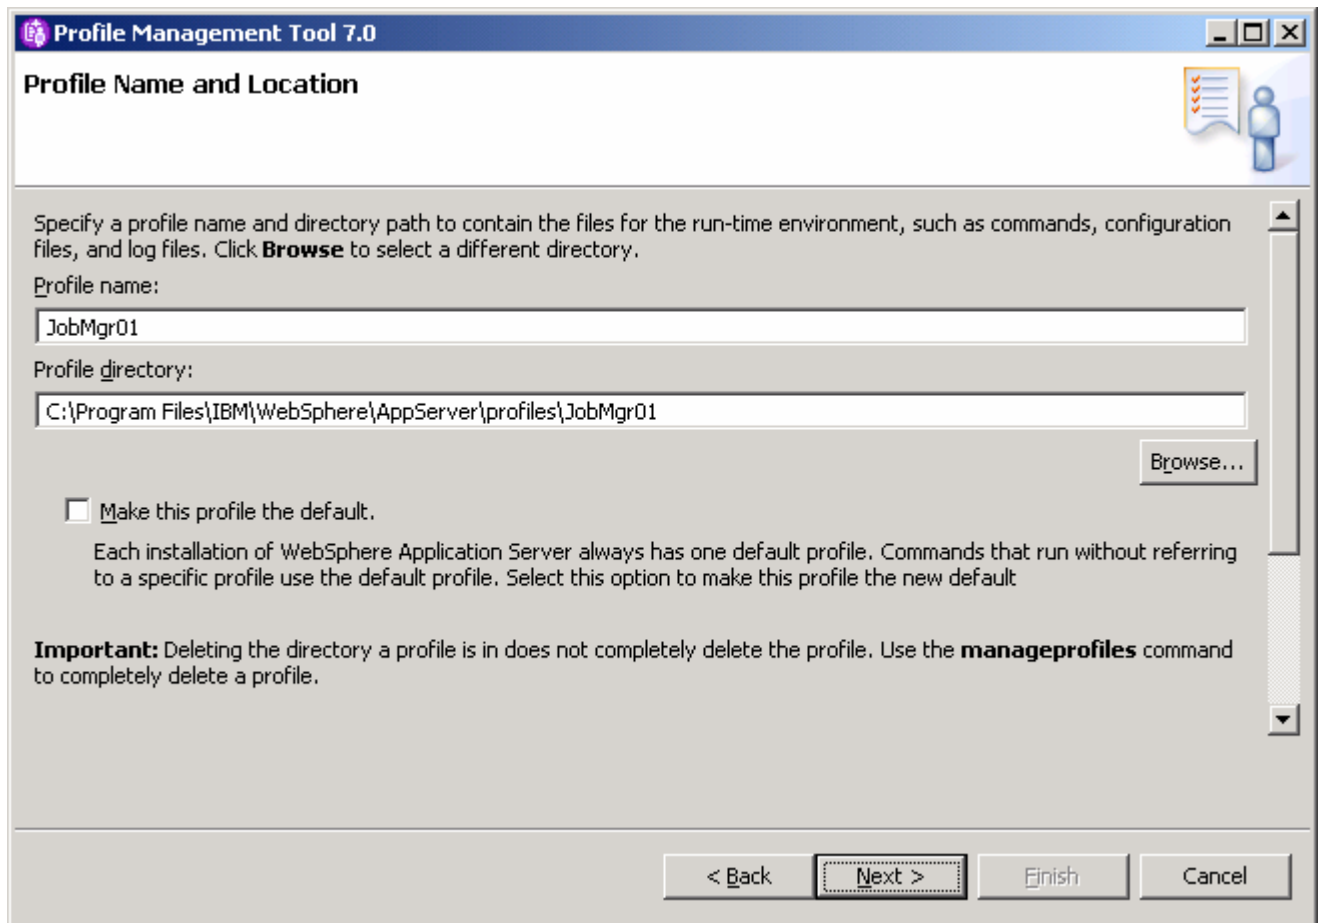 Profile Management Tool 7.0
Profile Name and Location
Specify a profile name and directory path to contain the files for the run-time environment, such as commands, configuration
files, and log files. Click Browse to select a different directory.
Profile name:
JobMgr01
Profile directory:
C:\Program Files\IBM\WebSphere\AppServer\profiles\JobMgr01
Browse...
Make this profile the default.
Each installation of WebSphere Application Server always has one default profile. Commands that run without referring
to a specific profile use the default profile. Select this option to make this profile the new default
Important: Deleting the directory a profile is in does not completely delete the profile. Use the manageprofiles command
to completely delete a profile.
< Back Next > Finish Cancel